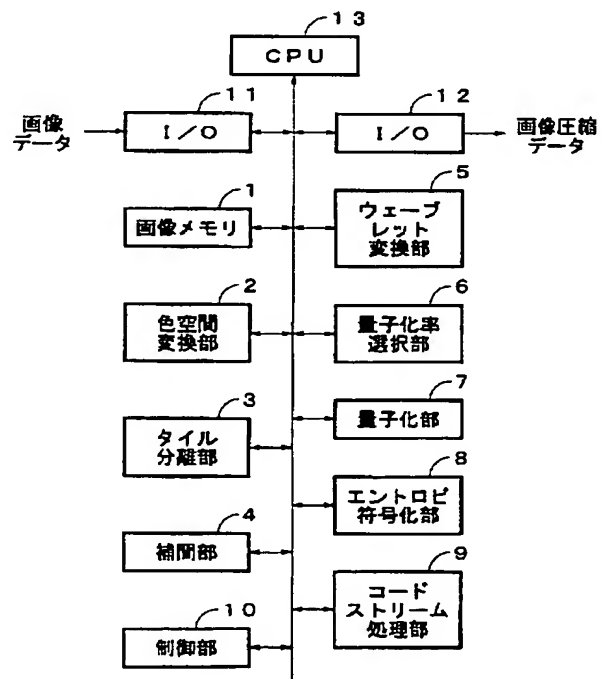 13
CPU
11
12
画像
データ
I/O
I/O
画像圧縮
データ
1
画像メモリ
5
ウェーブ
レット
変換部
2
色空間
変換部
6
量子化率
選択部
3
タイル
分離部
7
量子化部
4
補間部
8
エントロピ
符号化部
10
制御部
9
コード
ストリーム
処理部